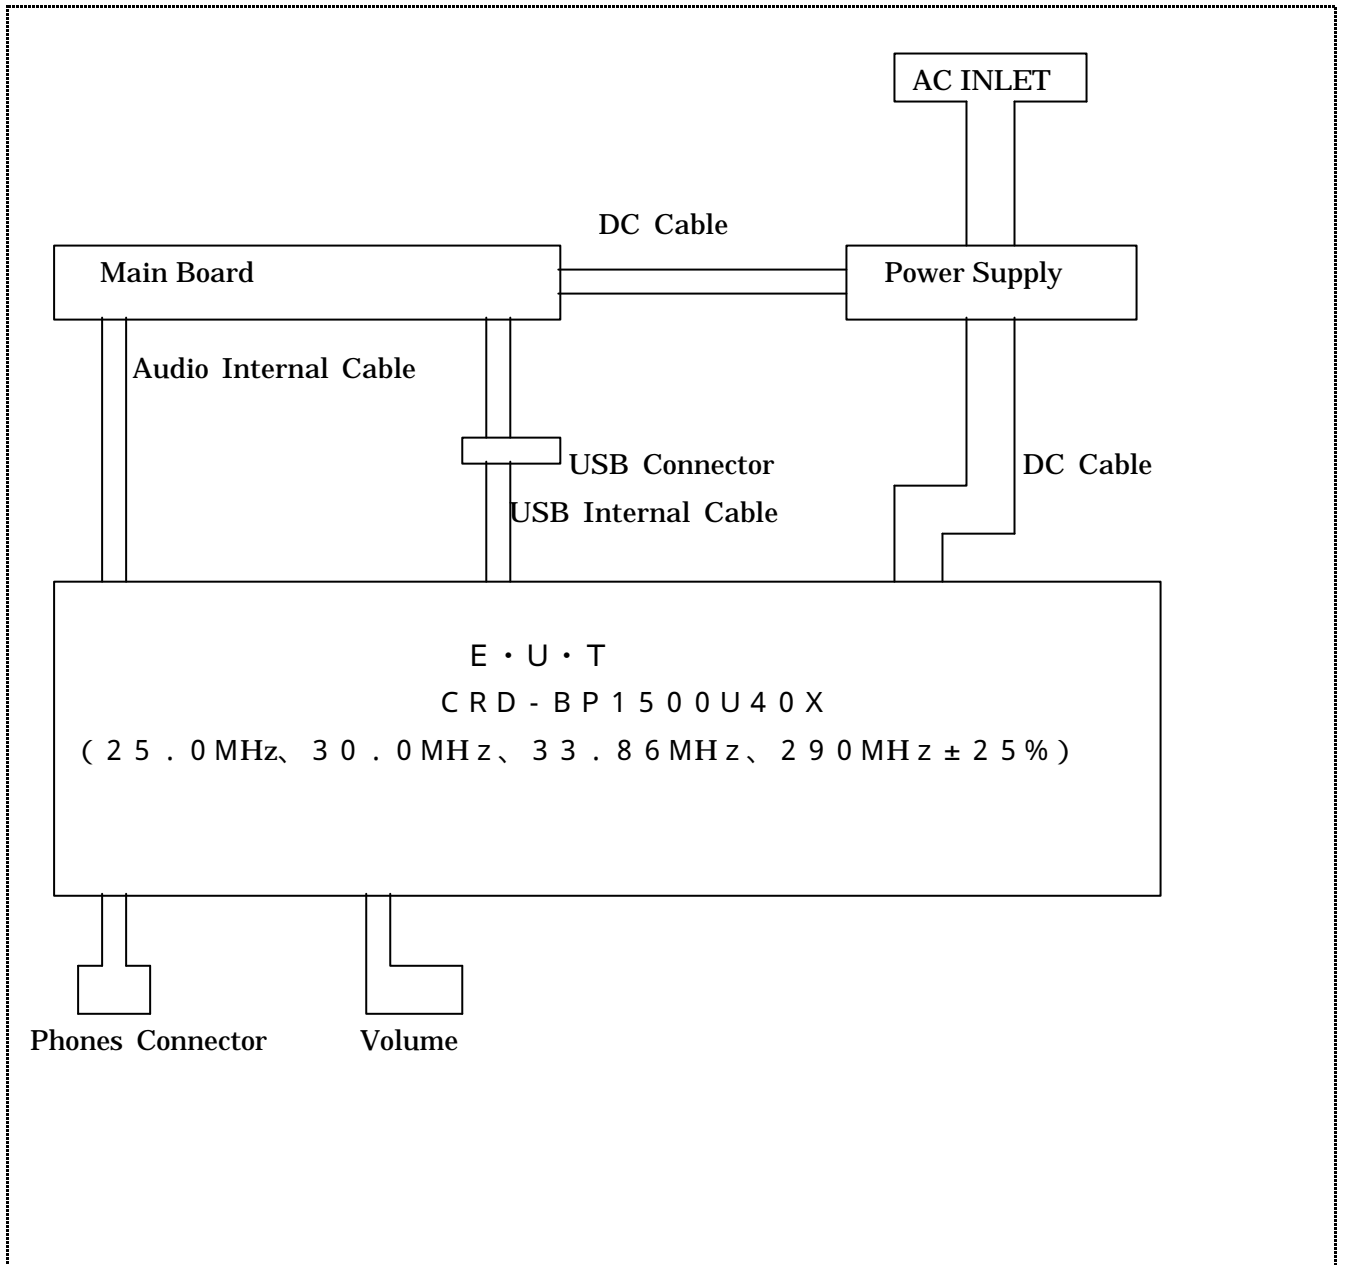 AC INLET
DC Cable
Main Board
Power Supply
Audio Internal Cable
USB Connector
DC Cable
USB Internal Cable
E・U・T
CRD-BP1500U40X
(25.0MHz、30.0MHz、33.86MHz、290MHz±25%)
Phones Connector
Volume